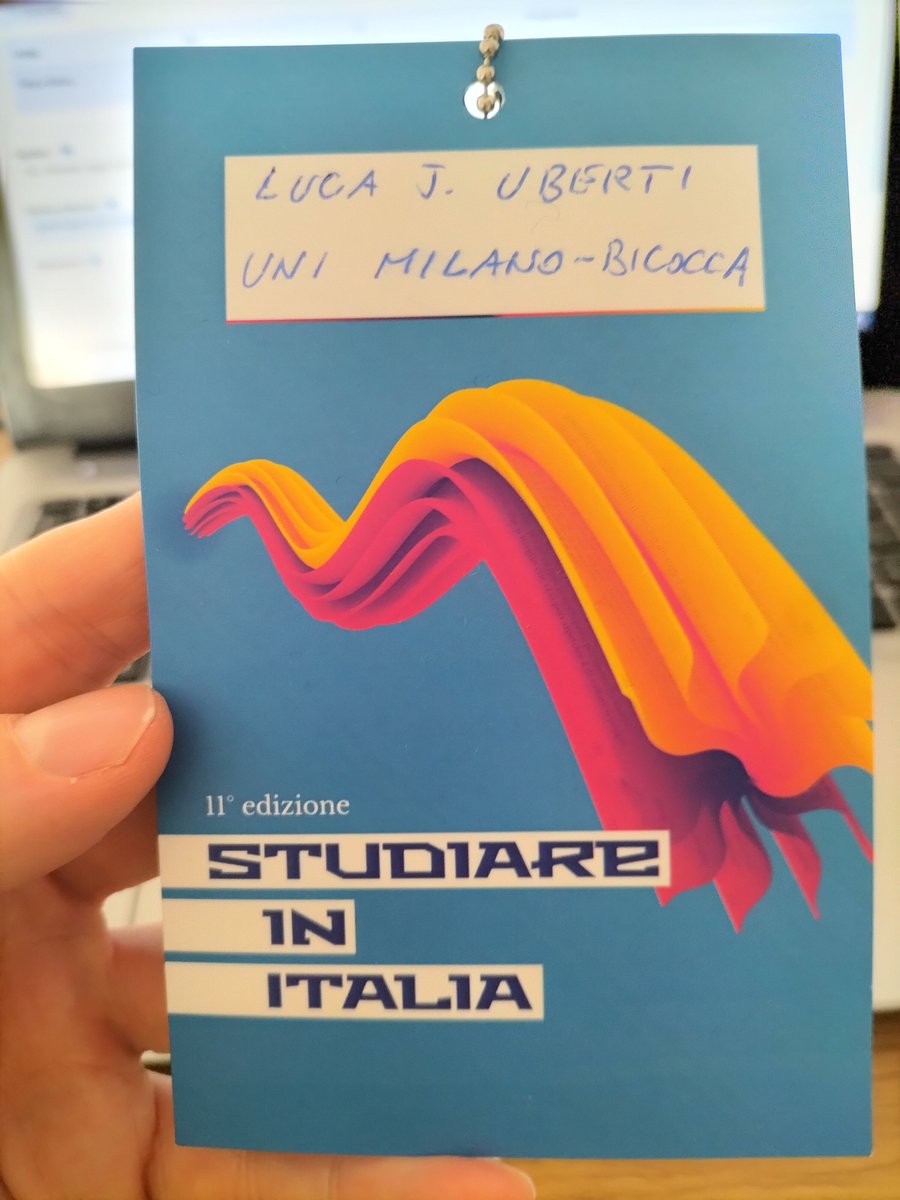 LUCA J. UBERTI
UNI MILANO-BICOCCA
11° edizione
STUDIARE
IN
ITALIA